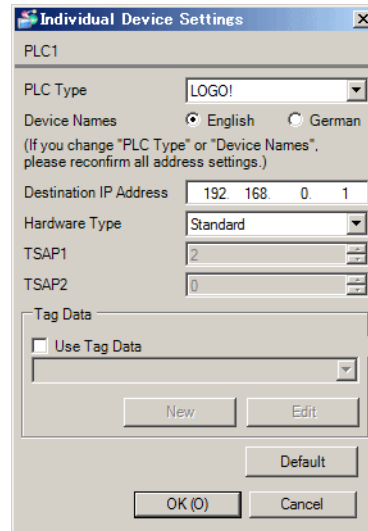 Individual Device Settings
PLC1
PLC Type LOGO!
Device Names English German
(If you change "PLC Type" or "Device Names",
please reconfirm all address settings.)
Destination IP Address 192. 168. 0. 1
Hardware Type Standard
TSAP1 2
TSAP2 0
Tag Data
Use Tag Data
New Edit
Default
OK (O) Cancel